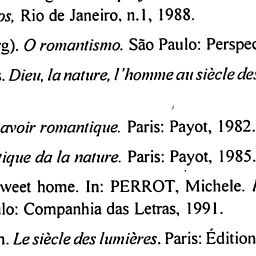 os, Rio de Janeiro, n.1, 1988.
rg). O romantismo. São Paulo: Perspec
s. Dieu, la nature, l'homme au siècle des
avoir romantique. Paris: Payot, 1982.
tique da la nature. Paris: Payot, 1985.
sweet home. In: PERROT, Michele.
ulo: Companhia das Letras, 1991.
n. Le siècle des lumières. Paris: Édition